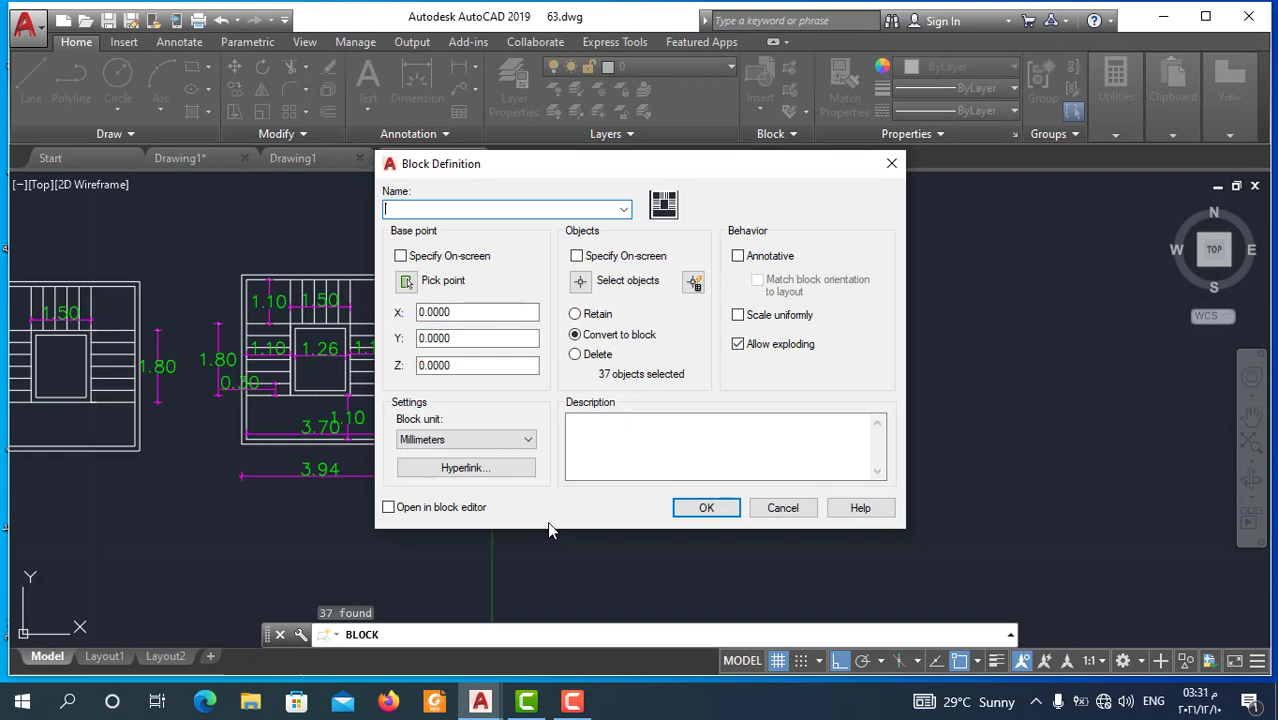 Autodesk AutoCAD 2019 63.dwg
Type a keyword or phrase
Sign In
Home Insert Annotate Parametric View Manage Output Add-ins Collaborate Express Tools Featured Apps
Line Polyline Circle Arc
Text Dimension
Layer Properties
0
Insert
Match Properties
ByLayer
ByLayer
ByLayer
Group
Utilities Clipboard View
Draw Modify Annotation Layers Block Properties Groups
Start Drawing1* Drawing1
[−][Top][2D Wireframe]
N
W TOP E
S
WCS
1.50
1.80
1.10 1.50
1.80 1.10 1.26
0.30
1.10
3.70
3.94
Block Definition
Name:
Base point
Specify On-screen
Pick point
X: 0.0000
Y: 0.0000
Z: 0.0000
Objects
Specify On-screen
Select objects
Retain
Convert to block
Delete
37 objects selected
Behavior
Annotative
Match block orientation
to layout
Scale uniformly
Allow exploding
Settings
Block unit:
Millimeters
Hyperlink...
Description
Open in block editor
OK Cancel Help
Y
X
37 found
BLOCK
Model Layout1 Layout2 +
MODEL 1:1
29°C Sunny
ENG
م 03:31
٢٠٢١/١٢/١٠
1